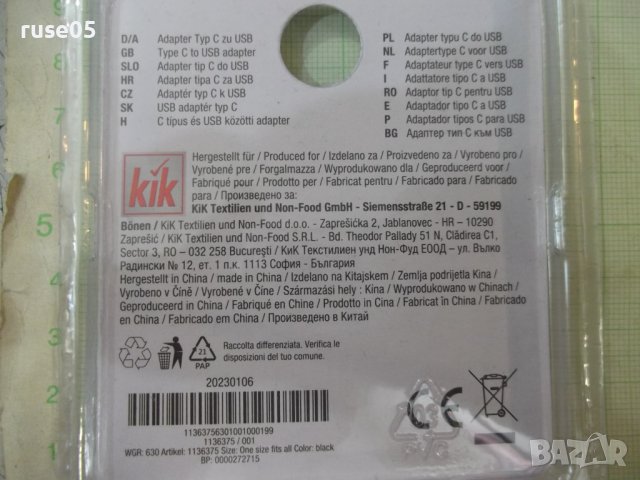 ruse05
D/A Adapter Typ C zu USB
GB Type C to USB adapter
SLO Adapter tip C do USB
HR Adapter tipa C za USB
CZ Adaptér typ C k USB
SK USB adaptér typ C
H C típus és USB közötti adapter
PL Adapter typu C do USB
NL Adaptertype C voor USB
F Adaptateur type C vers USB
I Adattatore tipo C a USB
RO Adaptor tip C pentru USB
E Adaptador tipo C a USB
P Adaptador tipos C para USB
BG Адаптер тип C към USB
kik
Hergestellt für / Produced for / Izdelano za / Proizvedeno za / Vyrobeno pro /
Vyrobené pre / Forgalmazza / Wyprodukowano dla / Geproduceerd voor /
Fabriqué pour / Prodotto per / Fabricat pentru / Fabricado para / Fabricado
para / Произведено за:
KiK Textilien und Non-Food GmbH - Siemensstraße 21 - D - 59199
Bönen / KiK Textilien und Non-Food d.o.o. - Zaprešićka 2, Jablanovec - HR – 10290
Zaprešić / KiK Textilien und Non-Food S.R.L. - Bd. Theodor Pallady 51 N, Clădirea C1,
Sector 3, RO – 032 258 Bucureşti / КиК Текстилиен унд Нон-Фуд ЕООД – ул. Вълко
Радински № 12, ет. 1 п.к. 1113 София - България
Hergestellt in China / made in China / Izdelano na Kitajskem / Zemlja podrijetla Kina /
Vyrobeno v Číně / Vyrobené v Číne / Származási hely : Kina / Wyprodukowano w Chinach /
Geproduceerd in China / Fabriqué en Chine / Prodotto in Cina / Fabricat în China / Fabricado
en China / Fabricado em China / Произведено в Китай
Raccolta differenziata. Verifica le
disposizioni del tuo comune.
21
PAP
20230106
CE
11363756301001000199
1136375 / 001
WGR: 630 Artikel: 1136375 Size: One size fits all Color: black
BP: 0000272715
BAZAR